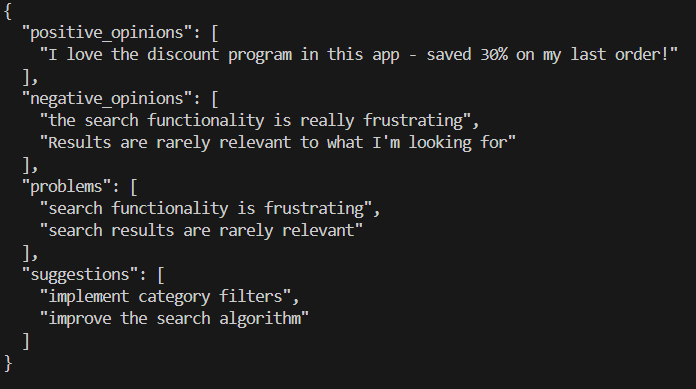 {
  "positive_opinions": [
    "I love the discount program in this app - saved 30% on my last order!"
  ],
  "negative_opinions": [
    "the search functionality is really frustrating",
    "Results are rarely relevant to what I'm looking for"
  ],
  "problems": [
    "search functionality is frustrating",
    "search results are rarely relevant"
  ],
  "suggestions": [
    "implement category filters",
    "improve the search algorithm"
  ]
}